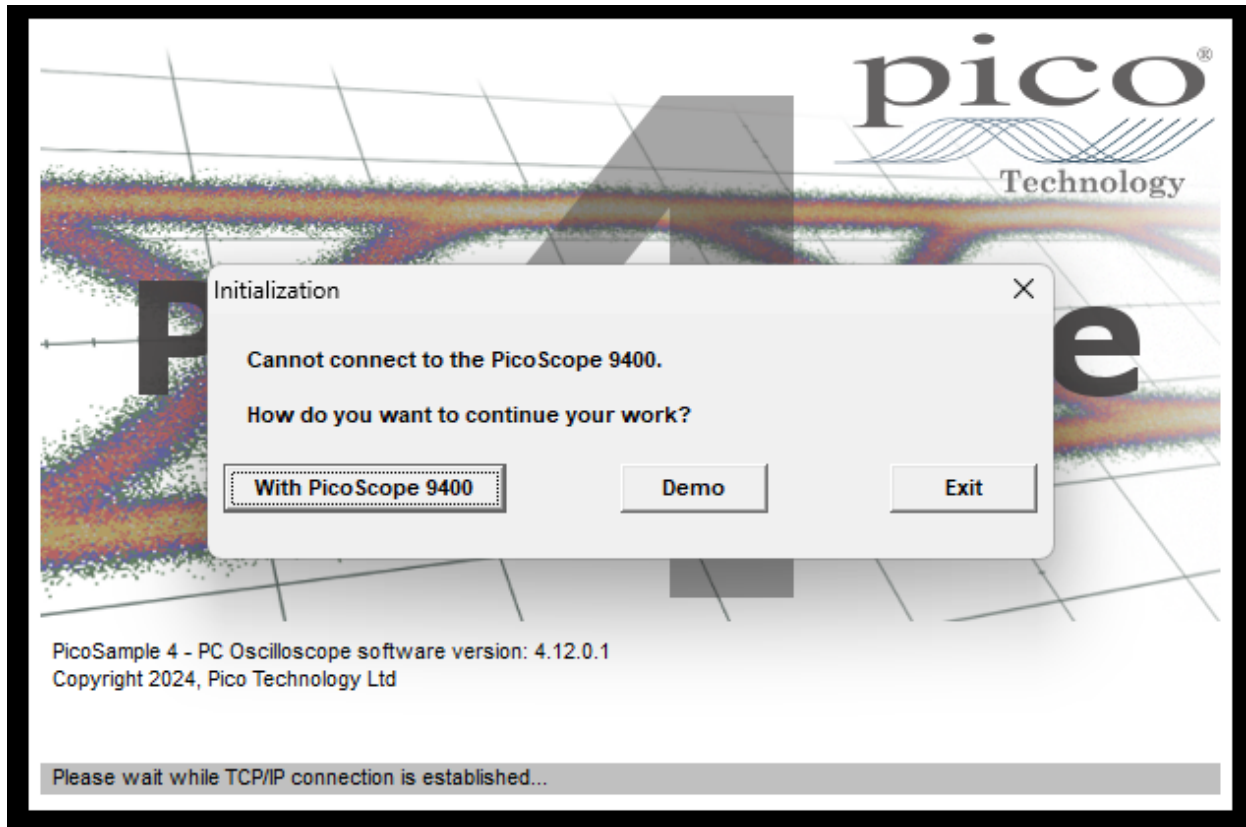 pico®
Technology
4
P e
Initialization
Cannot connect to the PicoScope 9400.
How do you want to continue your work?
With PicoScope 9400
Demo
Exit
PicoSample 4 - PC Oscilloscope software version: 4.12.0.1
Copyright 2024, Pico Technology Ltd
Please wait while TCP/IP connection is established...